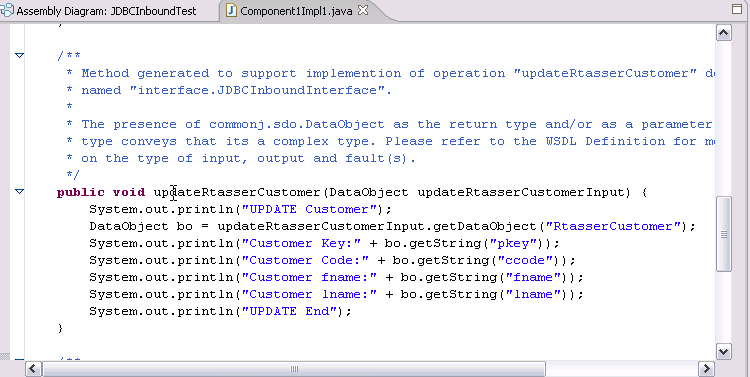 Assembly Diagram: JDBCInboundTest
Component1Impl1.java
/**
* Method generated to support implemention of operation "updateRtasserCustomer" de
* named "interface.JDBCInboundInterface".
*
* The presence of commonj.sdo.DataObject as the return type and/or as a parameter
* type conveys that its a complex type. Please refer to the WSDL Definition for mo
* on the type of input, output and fault(s).
*/
public void updateRtasserCustomer(DataObject updateRtasserCustomerInput) {
System.out.println("UPDATE Customer");
DataObject bo = updateRtasserCustomerInput.getDataObject("RtasserCustomer");
System.out.println("Customer Key:" + bo.getString("pkey"));
System.out.println("Customer Code:" + bo.getString("ccode"));
System.out.println("Customer fname:" + bo.getString("fname"));
System.out.println("Customer lname:" + bo.getString("lname"));
System.out.println("UPDATE End");
}
/**